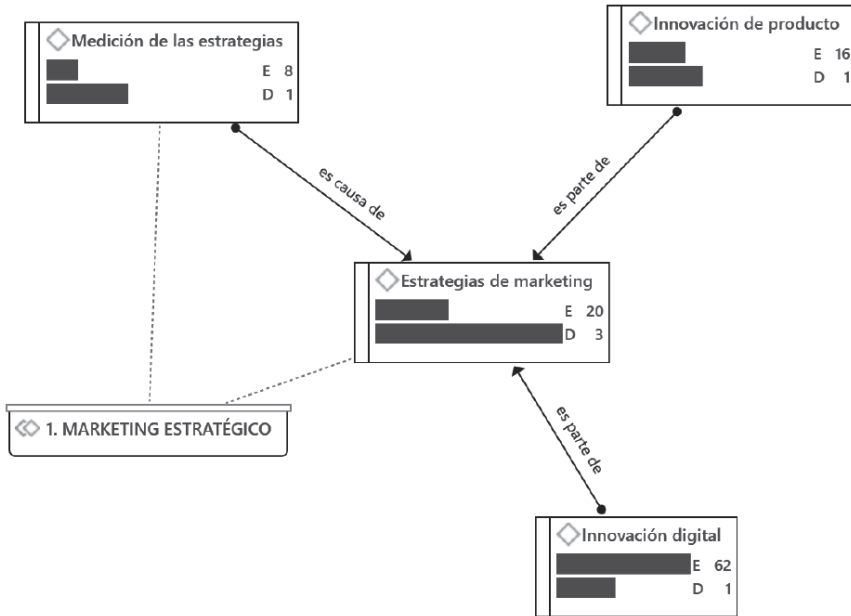 Medición de las estrategias
E 8
D 1
Innovación de producto
E 16
D 1
es causa de
es parte de
Estrategias de marketing
E 20
D 3
1. MARKETING ESTRATÉGICO
es parte de
Innovación digital
E 62
D 1